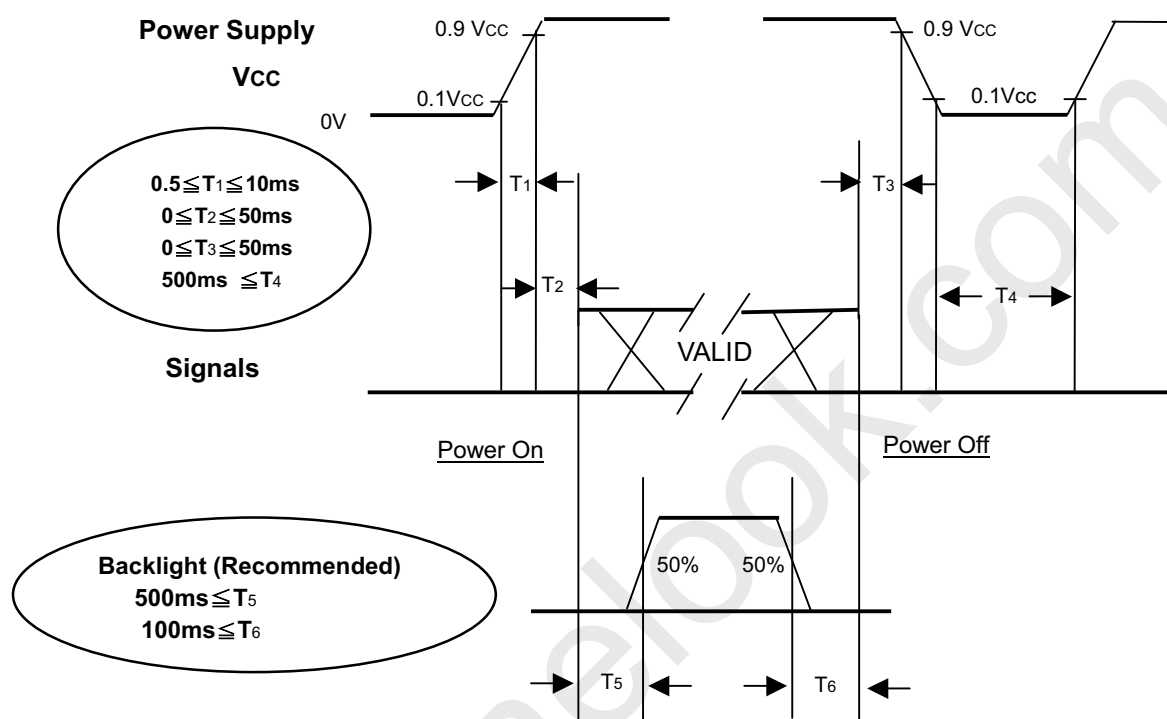 Power Supply
VCC
0.9 VCC
0.9 VCC
0.1VCC
0.1VCC
0V
0.5≦T1≦10ms
0≦T2≦50ms
0≦T3≦50ms
500ms ≦T4
T1
T3
T2
T4
VALID
Signals
Power On
Power Off
Backlight (Recommended)
500ms≦T5
100ms≦T6
50%
50%
T5
T6
elook.com